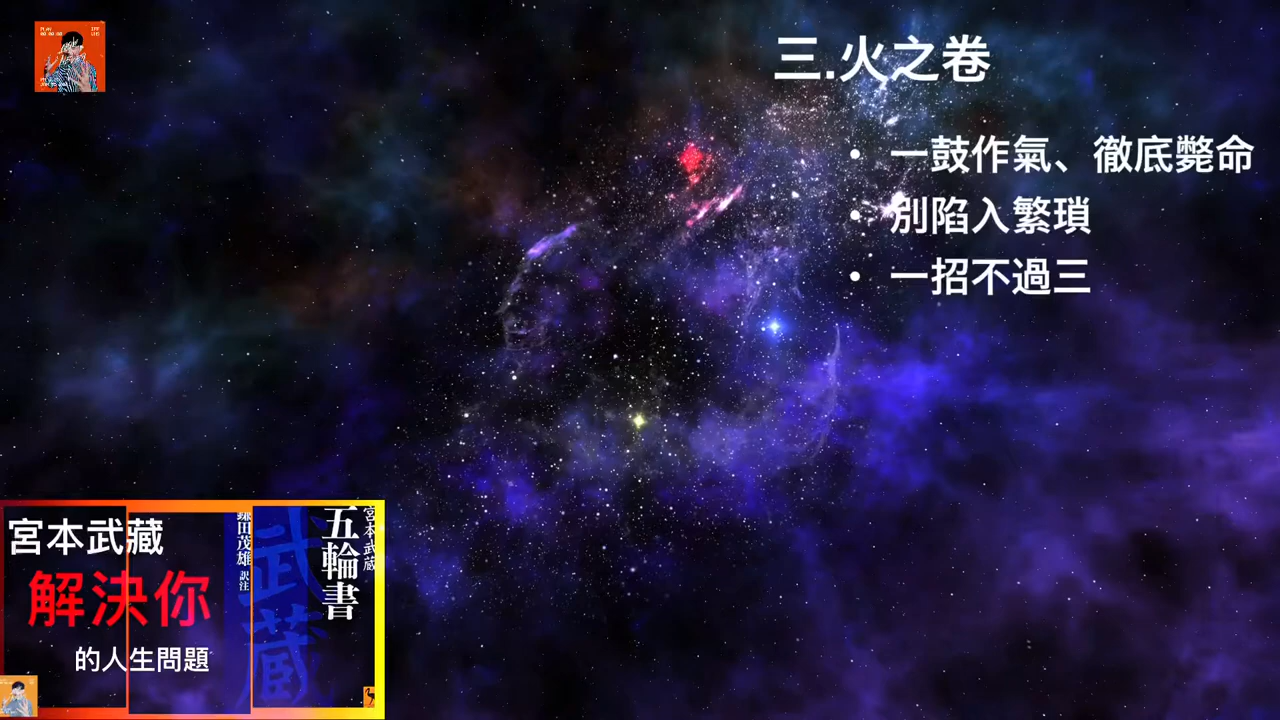 三.火之卷
• 一鼓作氣、徹底斃命
• 別陷入繁瑣
• 一招不過三
宮本武藏
解決你
的人生問題
鎌田茂雄 訳注
武蔵
五輪書
宮本武蔵